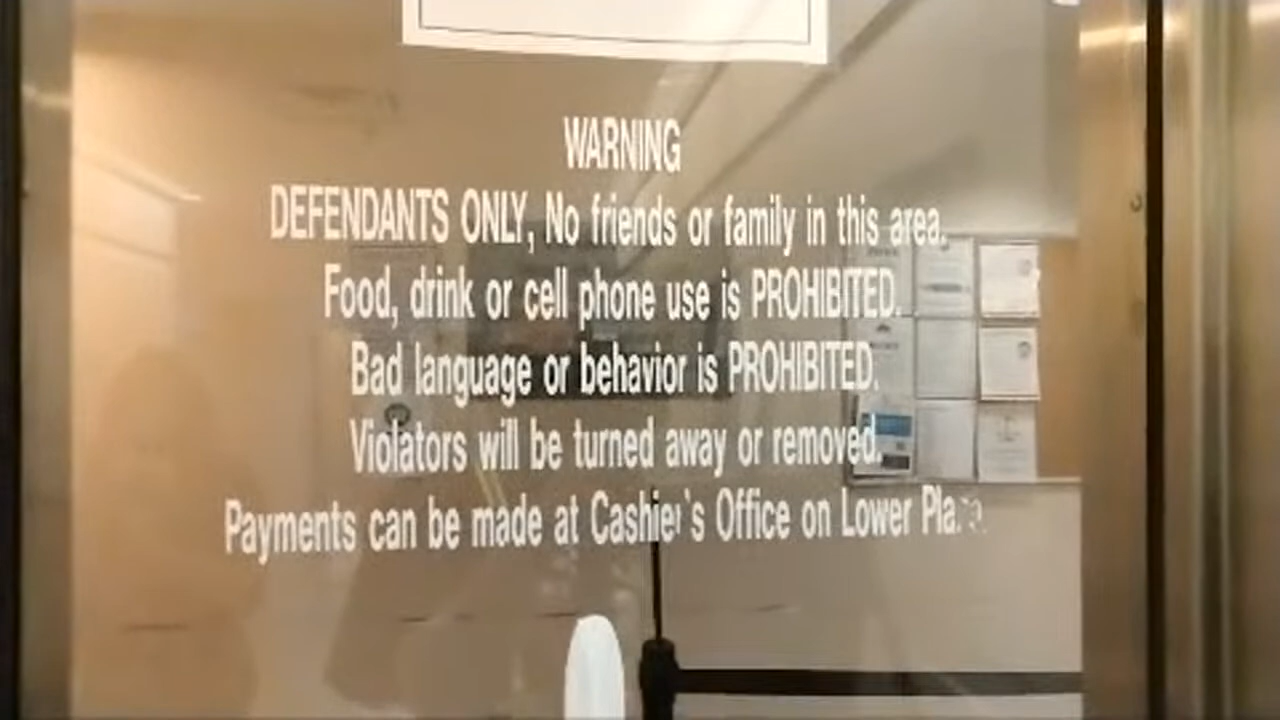 WARNING
DEFENDANTS ONLY, No friends or family in this area.
Food, drink or cell phone use is PROHIBITED.
Bad language or behavior is PROHIBITED.
Violators will be turned away or removed.
Payments can be made at Cashier's Office on Lower